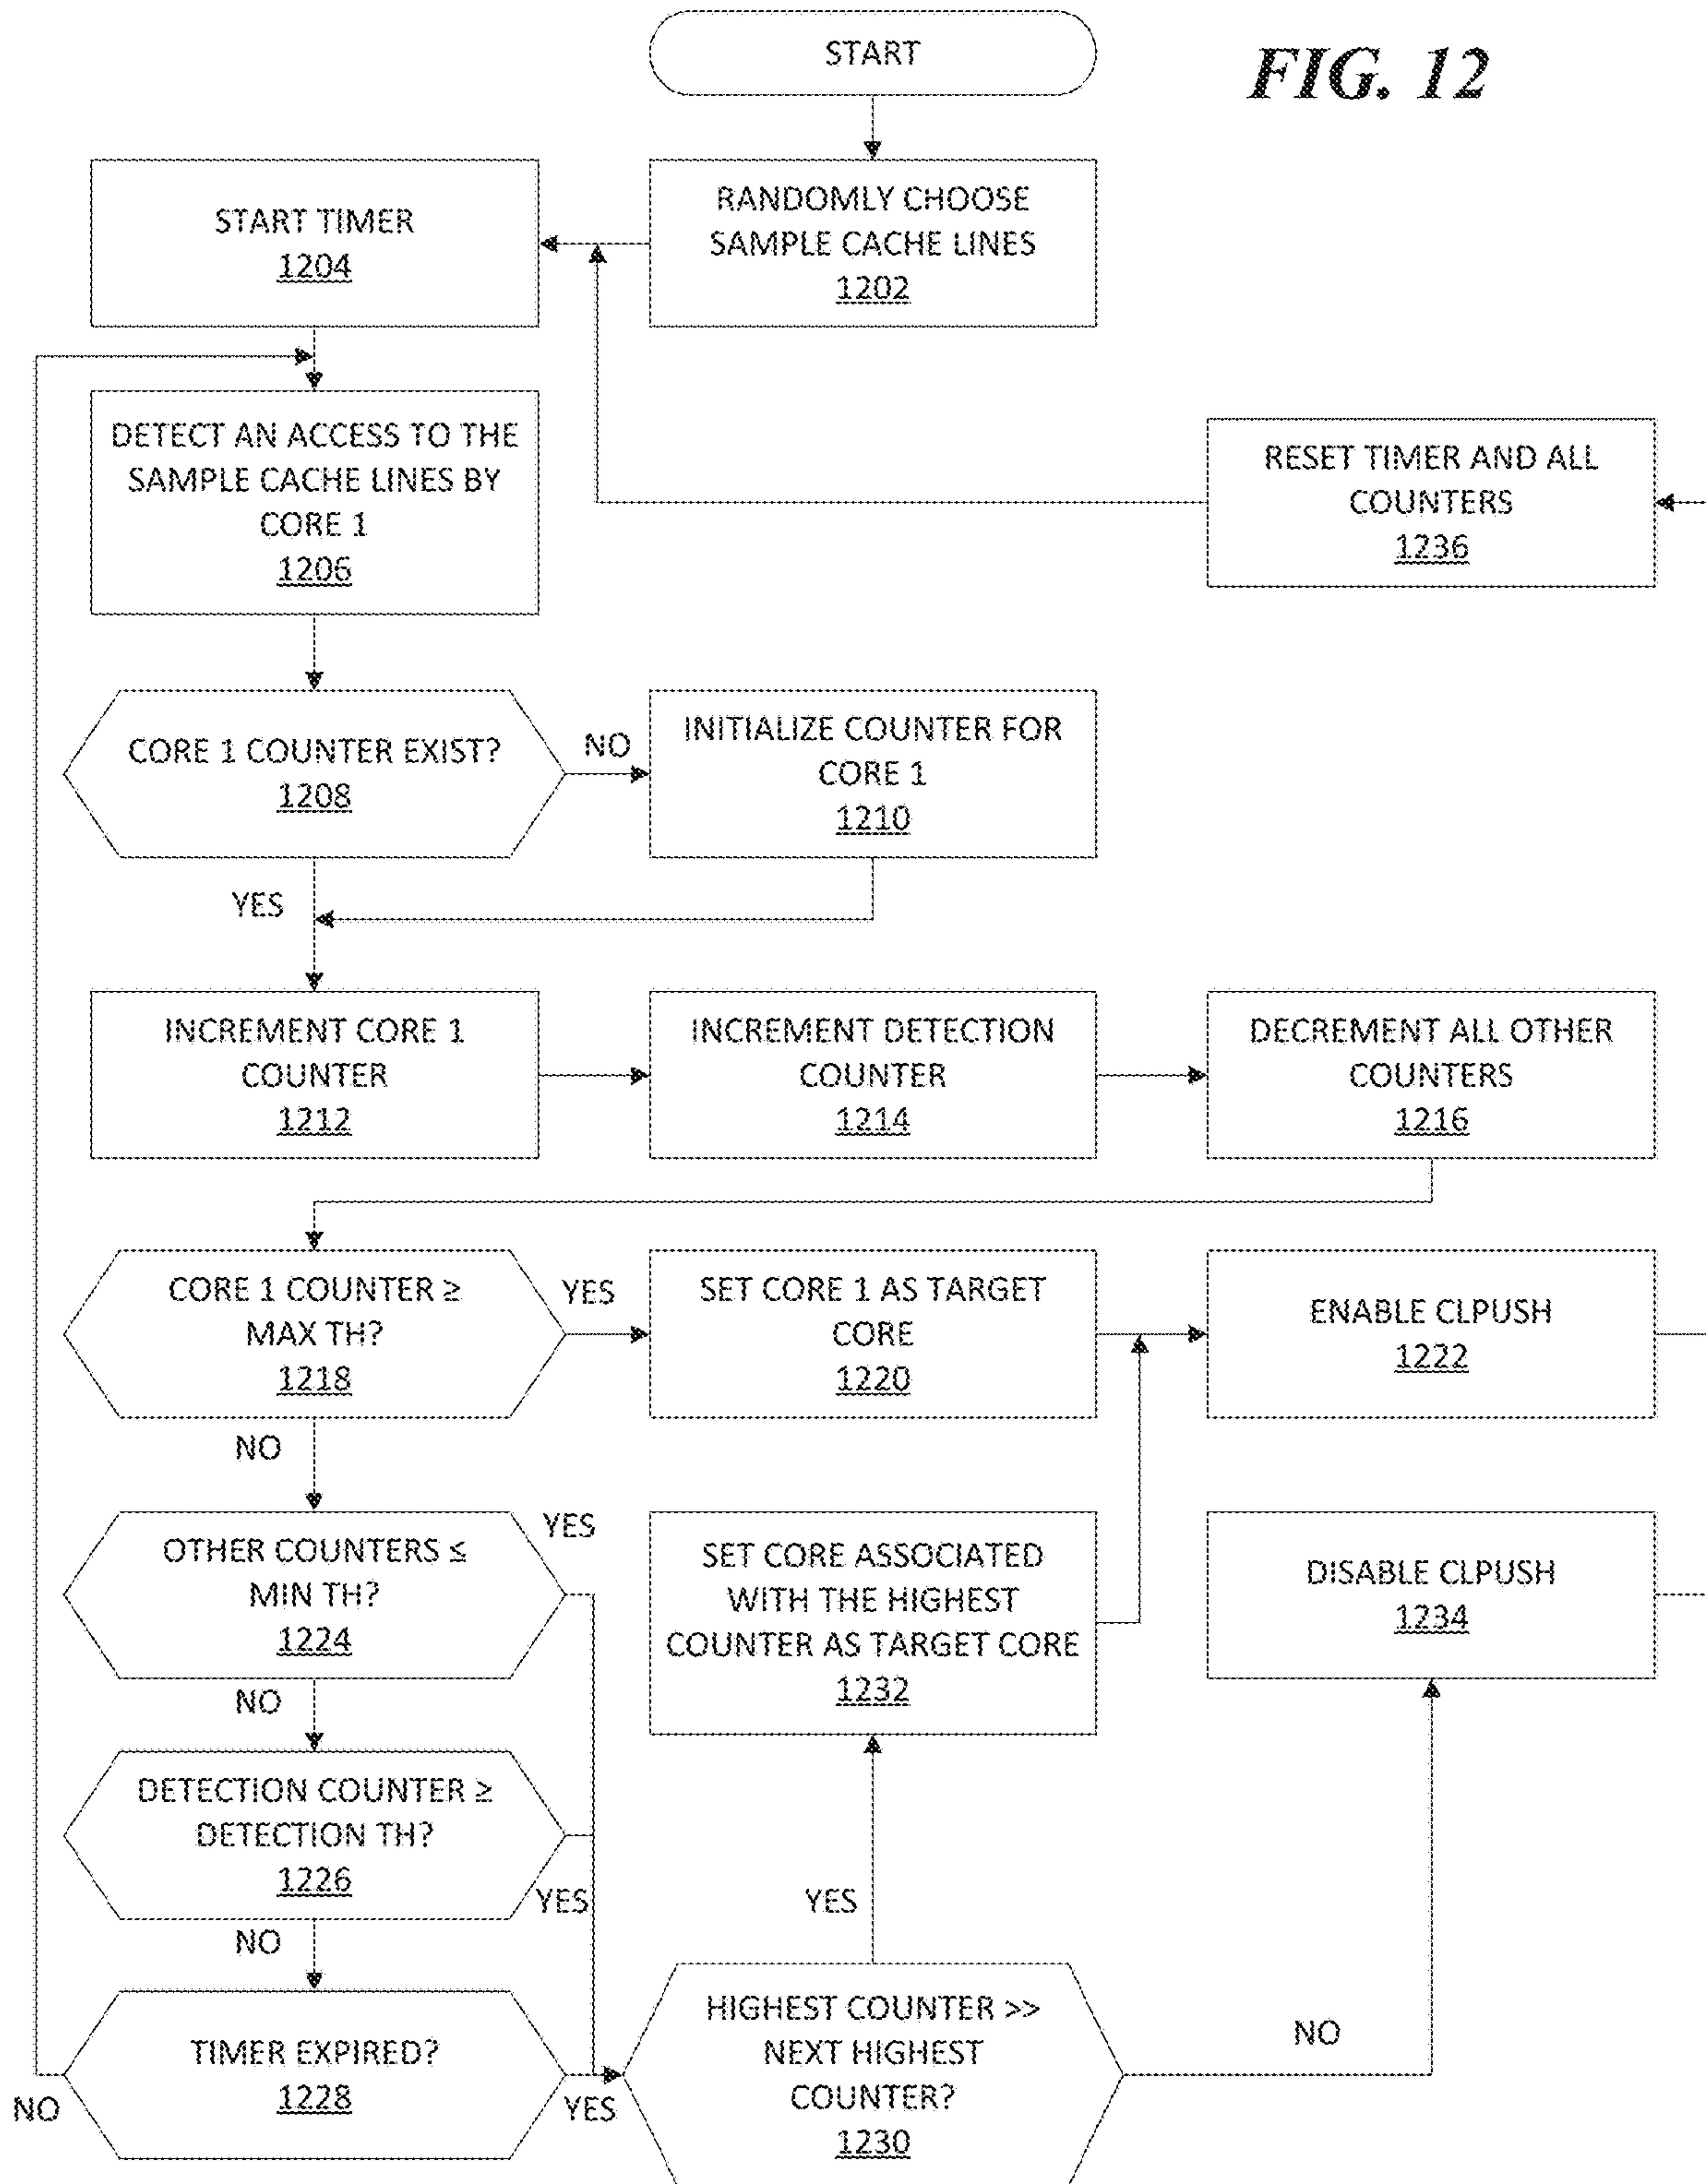 START
FIG. 12
START TIMER
1204
RANDOMLY CHOOSE
SAMPLE CACHE LINES
1202
DETECT AN ACCESS TO THE
SAMPLE CACHE LINES BY
CORE 1
1206
RESET TIMER AND ALL
COUNTERS
1236
CORE 1 COUNTER EXIST?
1208
NO
INITIALIZE COUNTER FOR
CORE 1
1210
YES
INCREMENT CORE 1
COUNTER
1212
INCREMENT DETECTION
COUNTER
1214
DECREMENT ALL OTHER
COUNTERS
1216
CORE 1 COUNTER ≥
MAX TH?
1218
YES
SET CORE 1 AS TARGET
CORE
1220
ENABLE CLPUSH
1222
NO
OTHER COUNTERS ≤
MIN TH?
1224
YES
SET CORE ASSOCIATED
WITH THE HIGHEST
COUNTER AS TARGET CORE
1232
DISABLE CLPUSH
1234
NO
DETECTION COUNTER ≥
DETECTION TH?
1226
YES
YES
NO
TIMER EXPIRED?
1228
NO
YES
HIGHEST COUNTER >>
NEXT HIGHEST
COUNTER?
1230
NO